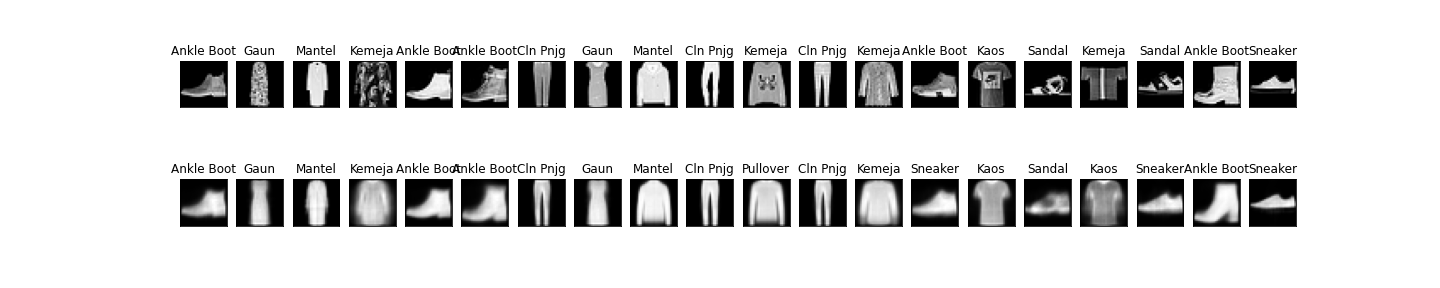 Ankle Boot Gaun Mantel Kemeja Ankle Boot Ankle Boot Cln Pnjg Gaun Mantel Cln Pnjg Kemeja Cln Pnjg Kemeja Ankle Boot Kaos Sandal Kemeja Sandal Ankle Boot Sneaker
Ankle Boot Gaun Mantel Kemeja Ankle Boot Ankle Boot Cln Pnjg Gaun Mantel Cln Pnjg Pullover Cln Pnjg Kemeja Sneaker Kaos Sandal Kaos Sneaker Ankle Boot Sneaker